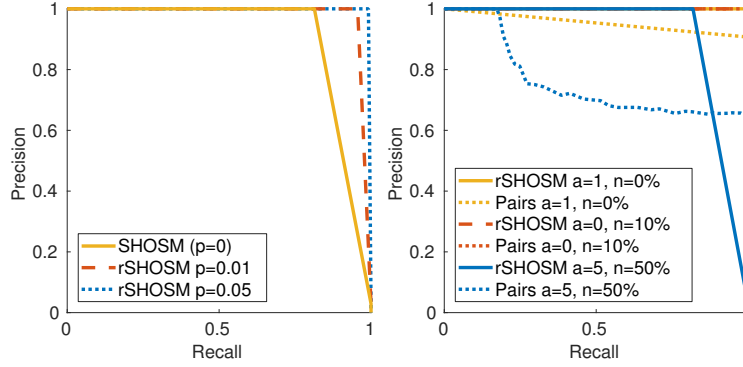 1
0.8
0.6
0.4
0.2
0
Precision
0
0.5
1
Recall
SHOSM (p=0)
rSHOSM p=0.01
rSHOSM p=0.05
1
0.8
0.6
0.4
0.2
0
Precision
0
0.5
Recall
rSHOSM a=1, n=0%
Pairs a=1, n=0%
rSHOSM a=0, n=10%
Pairs a=0, n=10%
rSHOSM a=5, n=50%
Pairs a=5, n=50%